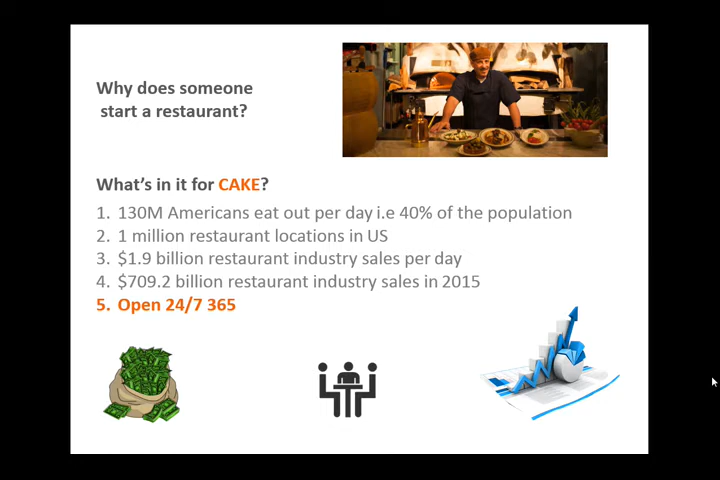 Why does someone
start a restaurant?
What's in it for CAKE?
1. 130M Americans eat out per day i.e 40% of the population
2. 1 million restaurant locations in US
3. $1.9 billion restaurant industry sales per day
4. $709.2 billion restaurant industry sales in 2015
5. Open 24/7 365